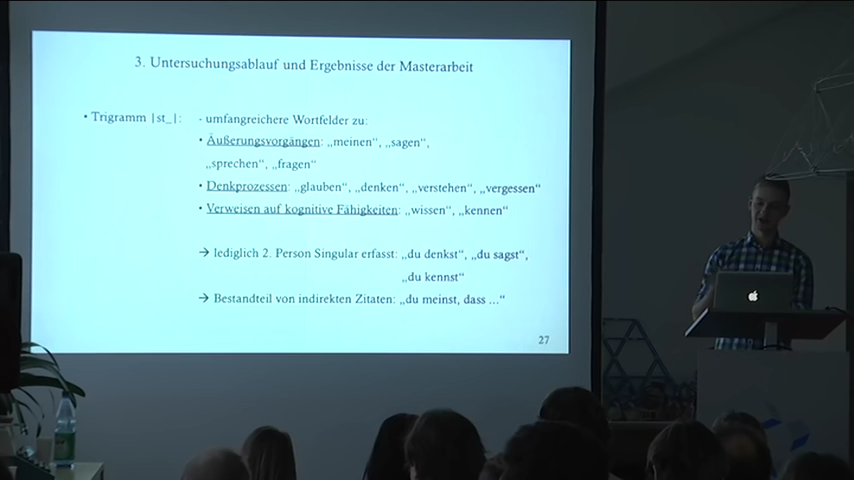 3. Untersuchungsablauf und Ergebnisse der Masterarbeit
• Trigramm |st_|: - umfangreichere Wortfelder zu:
• Äußerungsvorgängen: „meinen“, „sagen“,
„sprechen“, „fragen“
• Denkprozessen: „glauben“, „denken“, „verstehen“, „vergessen“
• Verweisen auf kognitive Fähigkeiten: „wissen“, „kennen“
→ lediglich 2. Person Singular erfasst: „du denkst“, „du sagst“,
„du kennst“
→ Bestandteil von indirekten Zitaten: „du meinst, dass ...“
27